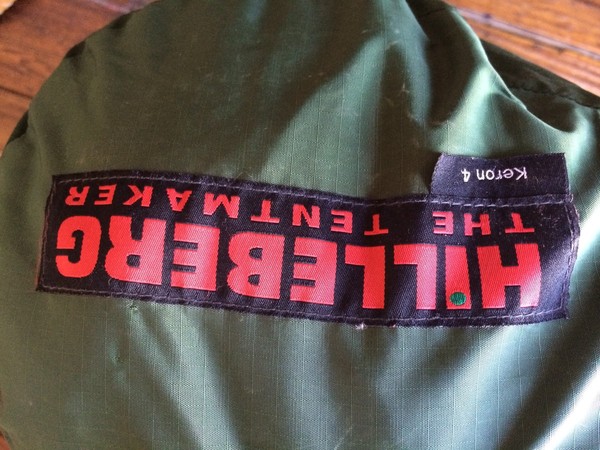 HILLEBERG
THE TENTMAKER
Keron 4